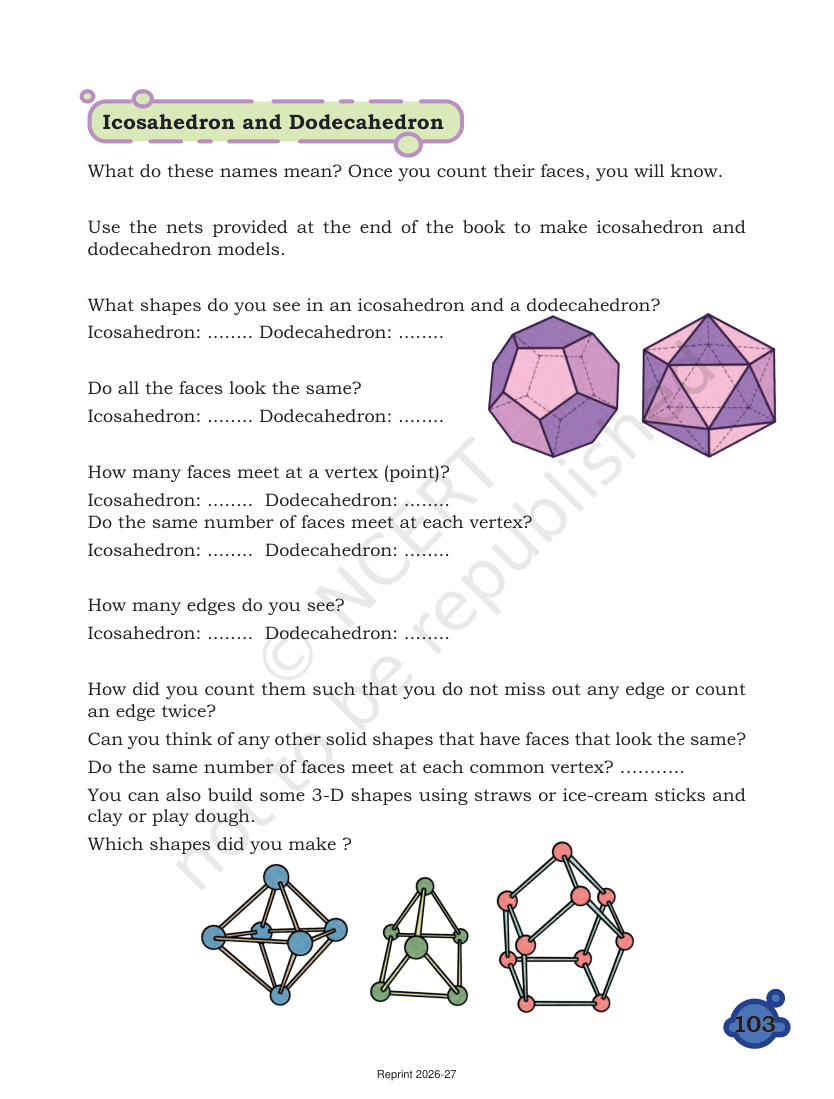 Icosahedron and Dodecahedron
What do these names mean? Once you count their faces, you will know.
Use the nets provided at the end of the book to make icosahedron and
dodecahedron models.
What shapes do you see in an icosahedron and a dodecahedron?
Icosahedron: ........ Dodecahedron: ........
Do all the faces look the same?
Icosahedron: ........ Dodecahedron: ........
How many faces meet at a vertex (point)?
Icosahedron: ........ Dodecahedron: ........
Do the same number of faces meet at each vertex?
Icosahedron: ........ Dodecahedron: ........
How many edges do you see?
Icosahedron: ........ Dodecahedron: ........
How did you count them such that you do not miss out any edge or count
an edge twice?
Can you think of any other solid shapes that have faces that look the same?
Do the same number of faces meet at each common vertex? ...........
You can also build some 3-D shapes using straws or ice-cream sticks and
clay or play dough.
Which shapes did you make ?
© NCERT
not to be republished
103
Reprint 2026-27